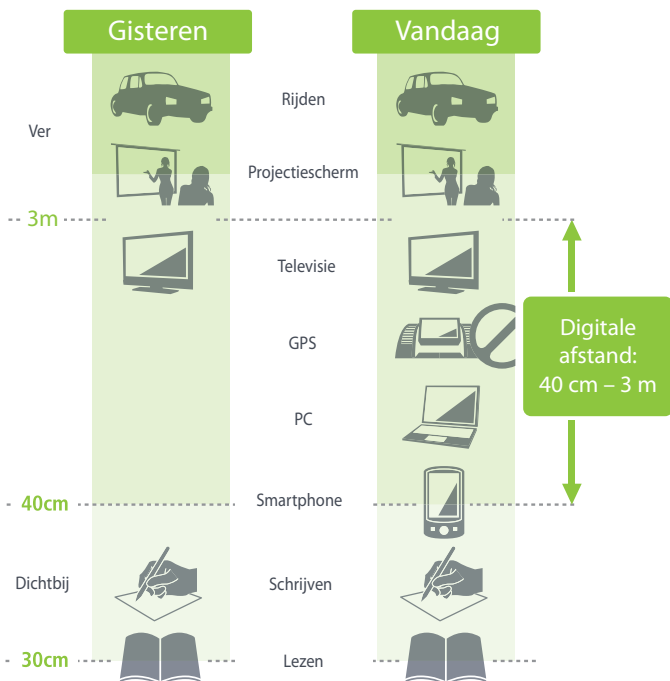 Gisteren
Vandaag
Rijden
Ver
Projectiescherm
3m
Televisie
GPS
Digitale
afstand:
40 cm – 3 m
PC
40cm
Smartphone
Dichtbij
Schrijven
30cm
Lezen